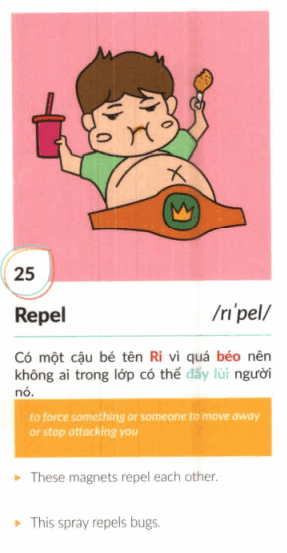 25
Repel /rɪˈpel/
Có một cậu bé tên Ri vì quá béo nên
không ai trong lớp có thể đẩy lùi người
nó.
to force something or someone to move away
or stop attacking you
These magnets repel each other.
This spray repels bugs.